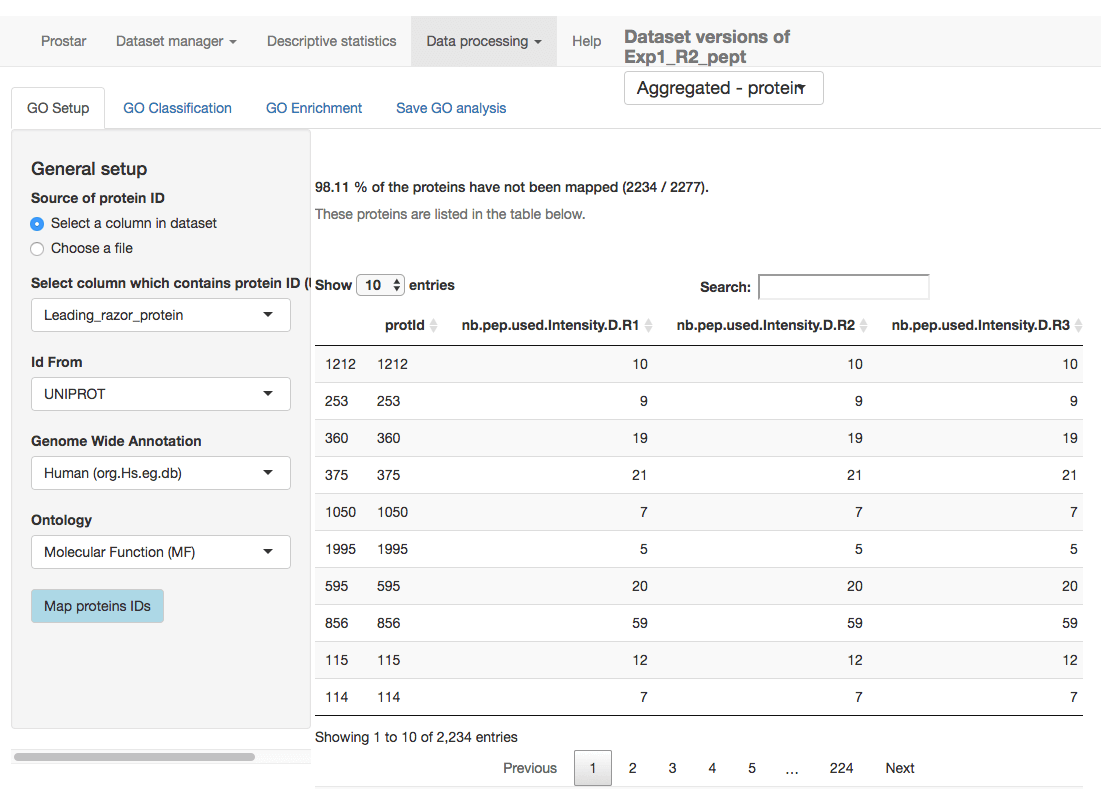 Prostar Dataset manager Descriptive statistics Data processing Help
Dataset versions of
Exp1_R2_pept
Aggregated - protein
GO Setup GO Classification GO Enrichment Save GO analysis
General setup
Source of protein ID
Select a column in dataset
Choose a file
Select column which contains protein ID (
Leading_razor_protein
Id From
UNIPROT
Genome Wide Annotation
Human (org.Hs.eg.db)
Ontology
Molecular Function (MF)
Map proteins IDs
98.11 % of the proteins have not been mapped (2234 / 2277).
These proteins are listed in the table below.
Show 10 entries
Search:
protId nb.pep.used.Intensity.D.R1 nb.pep.used.Intensity.D.R2 nb.pep.used.Intensity.D.R3
1212 1212 10 10 10
253 253 9 9 9
360 360 19 19 19
375 375 21 21 21
1050 1050 7 7 7
1995 1995 5 5 5
595 595 20 20 20
856 856 59 59 59
115 115 12 12 12
114 114 7 7 7
Showing 1 to 10 of 2,234 entries
Previous 1 2 3 4 5 ... 224 Next